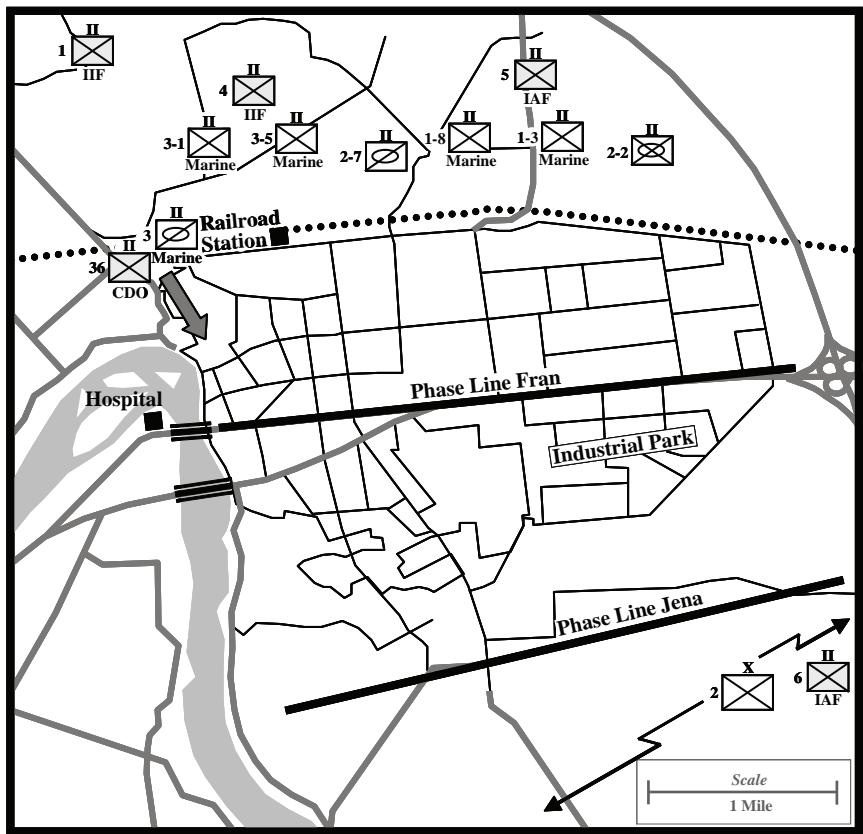 II
1
IIF
II
4
IIF
II
5
IAF
II
3-1
Marine
II
3-5
Marine
II
2-7
II
1-8
Marine
II
1-3
Marine
II
2-2
II
3
Marine
Railroad
Station
II
36
CDO
Phase Line Fran
Hospital
Industrial Park
Phase Line Jena
X
2
II
6
IAF
Scale
1 Mile